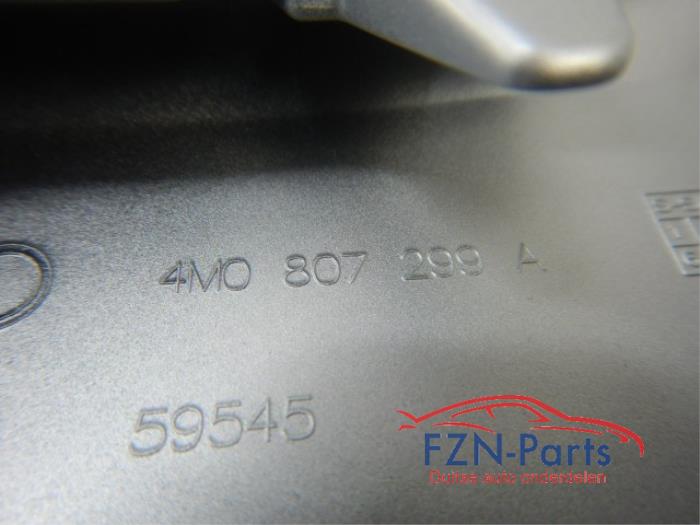 4M0 807 299 A
59545
FZN-Parts
Duitse auto onderdelen